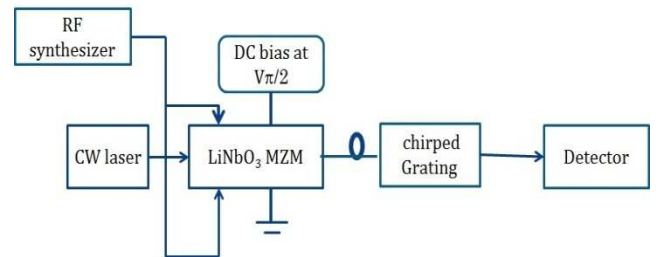 RF
synthesizer
DC bias at
Vπ/2
CW laser
LiNbO₃ MZM
chirped
Grating
Detector